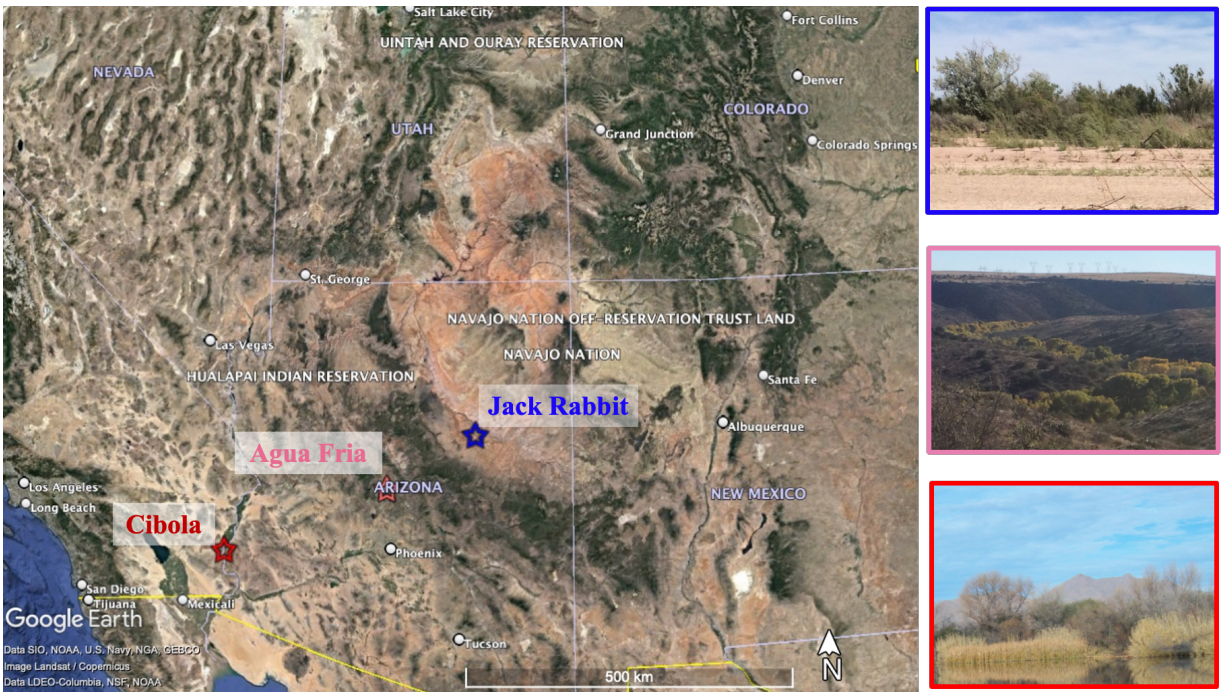 Salt Lake City
Fort Collins
UINTAH AND OURAY RESERVATION
NEVADA
Denver
COLORADO
UTAH
Grand Junction
Colorado Springs
St. George
NAVAJO NATION OFF-RESERVATION TRUST LAND
Las Vegas
NAVAJO NATION
HUALAPAI INDIAN RESERVATION
Santa Fe
Jack Rabbit
Albuquerque
Agua Fria
Los Angeles
ARIZONA
NEW MEXICO
Long Beach
Cibola
Phoenix
San Diego
Tijuana
Mexicali
Google Earth
Tucson
Data SIO, NOAA, U.S. Navy, NGA, GEBCO
Image Landsat / Copernicus
Data LDEO-Columbia, NSF, NOAA
500 km
N